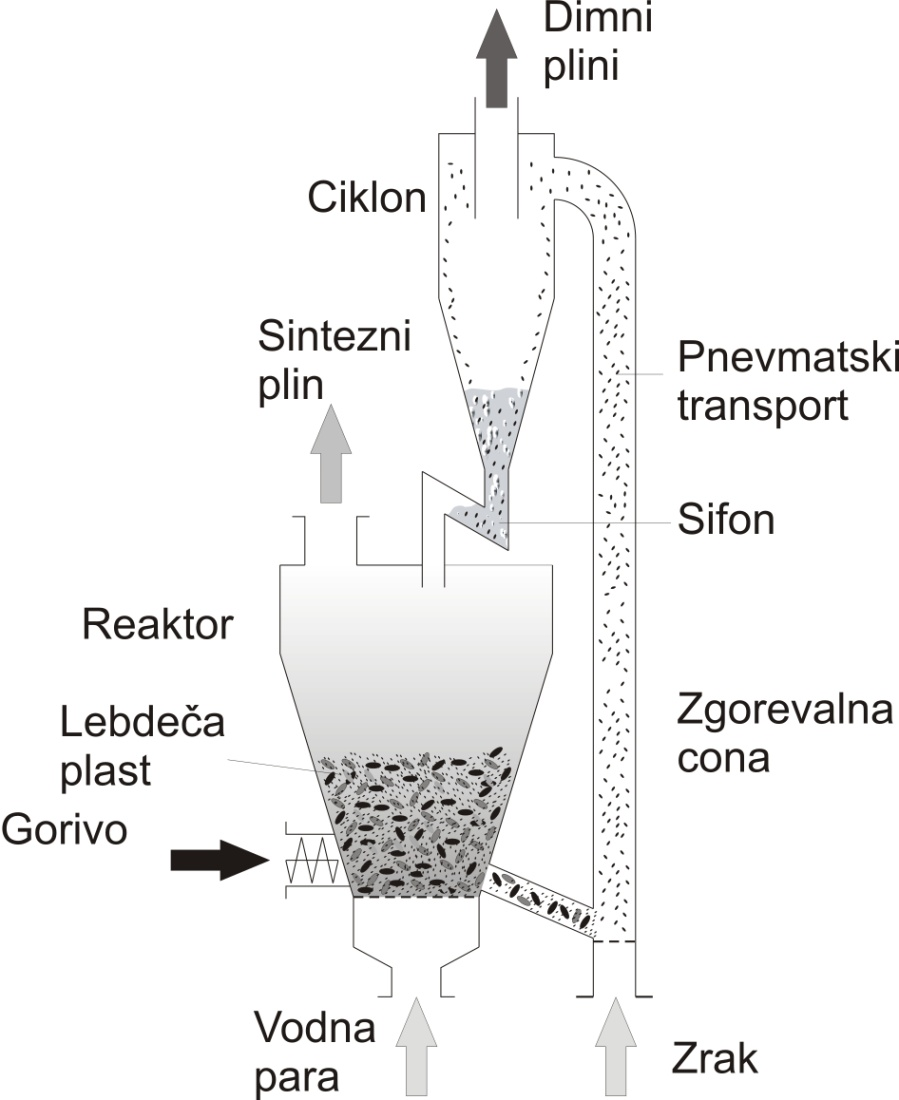 Dimni
plini
Ciklon
Sintezni
plin
Pnevmatski
transport
Sifon
Reaktor
Lebdeča
plast
Zgorevalna
cona
Gorivo
Vodna
para
Zrak